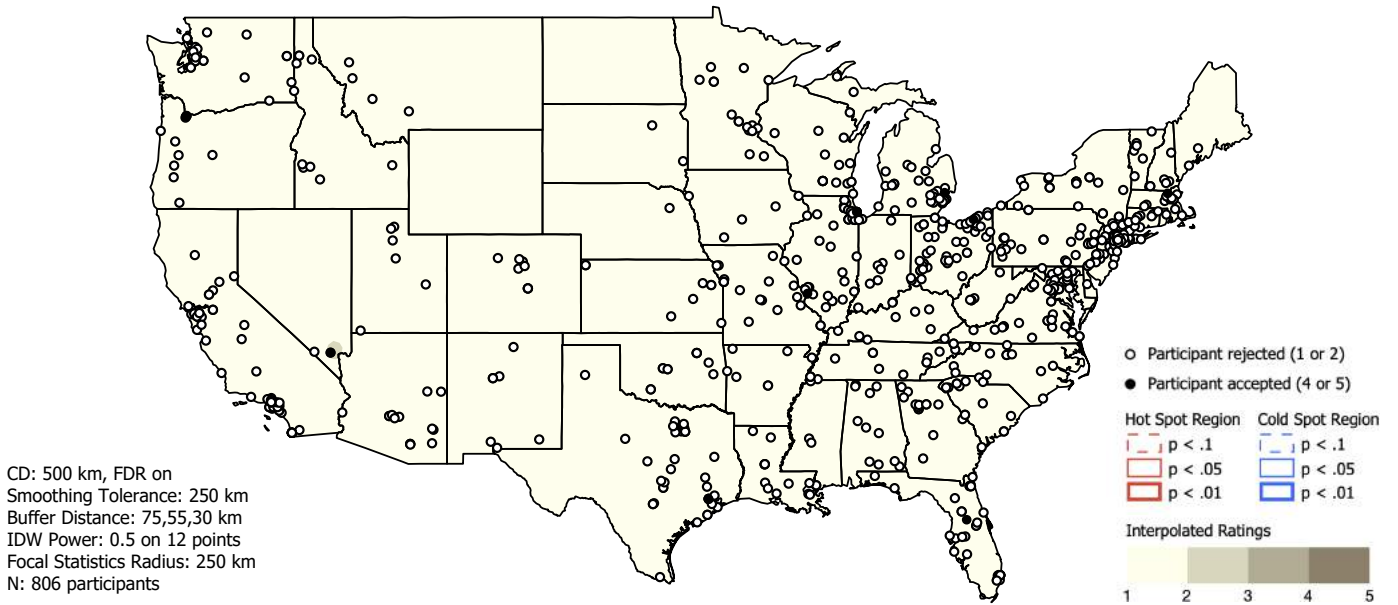 CD: 500 km, FDR on
Smoothing Tolerance: 250 km
Buffer Distance: 75,55,30 km
IDW Power: 0.5 on 12 points
Focal Statistics Radius: 250 km
N: 806 participants
Participant rejected (1 or 2)
Participant accepted (4 or 5)
Hot Spot Region Cold Spot Region
p < .1 p < .1
p < .05 p < .05
p < .01 p < .01
Interpolated Ratings
1 2 3 4 5